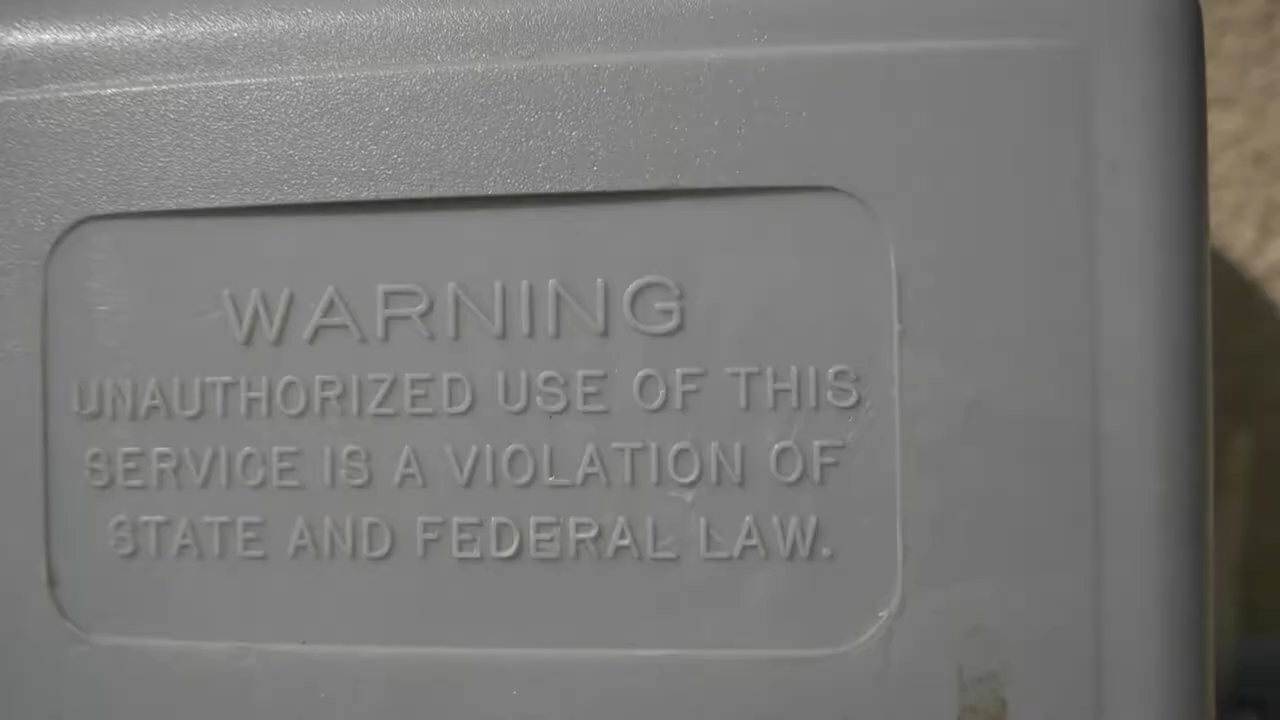 WARNING
UNAUTHORIZED USE OF THIS
SERVICE IS A VIOLATION OF
STATE AND FEDERAL LAW.